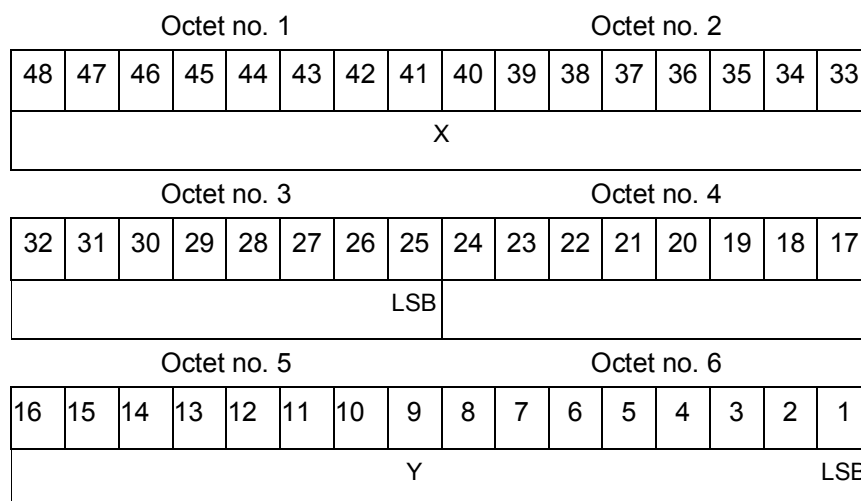 Octet no. 1 Octet no. 2
48 47 46 45 44 43 42 41 40 39 38 37 36 35 34 33
X
Octet no. 3 Octet no. 4
32 31 30 29 28 27 26 25 24 23 22 21 20 19 18 17
LSB
Octet no. 5 Octet no. 6
16 15 14 13 12 11 10 9 8 7 6 5 4 3 2 1
Y LSB